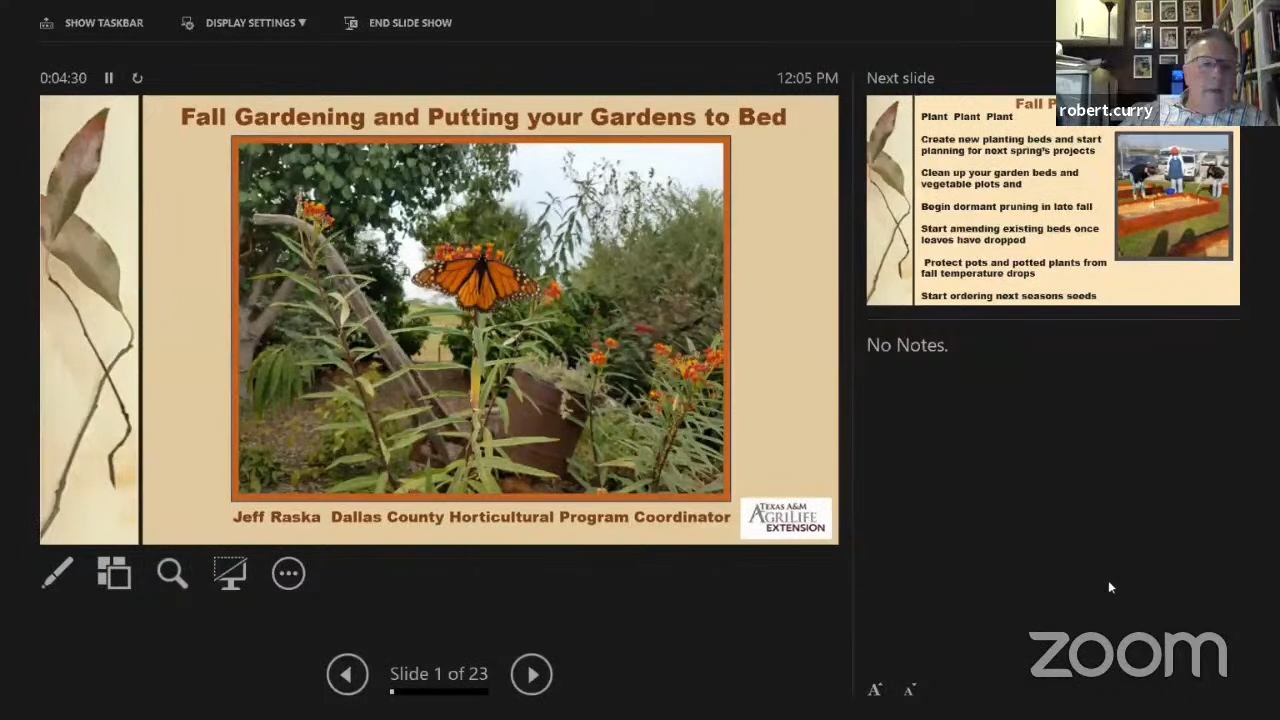 SHOW TASKBAR
DISPLAY SETTINGS ▼
END SLIDE SHOW
0:04:30
12:05 PM
Next slide
robert.curry
Fall Gardening and Putting your Gardens to Bed
Jeff Raska Dallas County Horticultural Program Coordinator
TEXAS A&M
AGRILIFE
EXTENSION
Fall P
Plant Plant Plant
Create new planting beds and start
planning for next spring's projects
Clean up your garden beds and
vegetable plots and
Begin dormant pruning in late fall
Start amending existing beds once
leaves have dropped
Protect pots and potted plants from
fall temperature drops
Start ordering next seasons seeds
No Notes.
Slide 1 of 23
A A
zoom